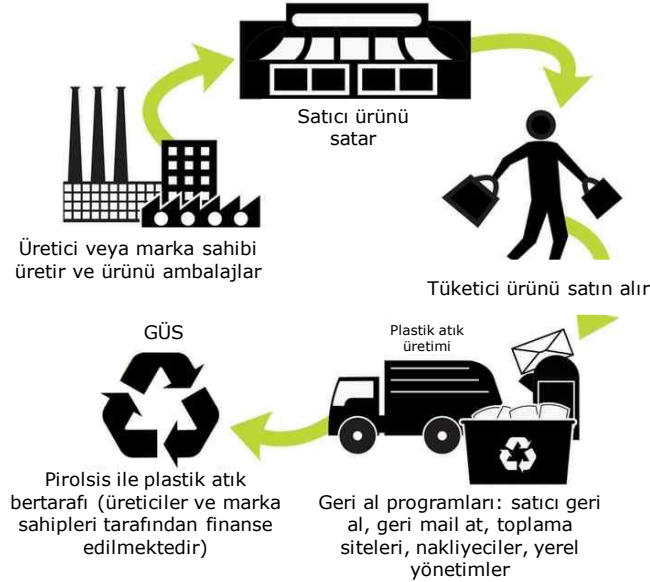 Satıcı ürünü
satar
Üretici veya marka sahibi
üretir ve ürünü ambalajlar
Tüketici ürünü satın alır
GÜS
Plastik atık
üretimi
Pirolsis ile plastik atık
bertarafı (üreticiler ve marka
sahipleri tarafından finanse
edilmektedir)
Geri al programları: satıcı geri
al, geri mail at, toplama
siteleri, nakliyeciler, yerel
yönetimler